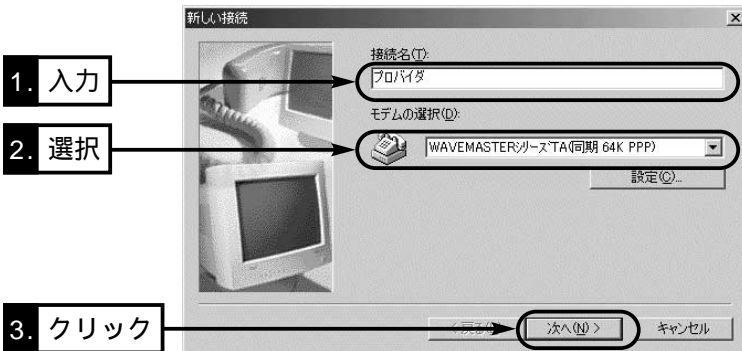 新しい接続
接続名(T):
1. 入力
プロバイダ
モデムの選択(D):
2. 選択
WAVEMASTERシリーズTA(同期 64K PPP)
設定(C)...
3. クリック
< 戻る(B)
次へ(N) >
キャンセル